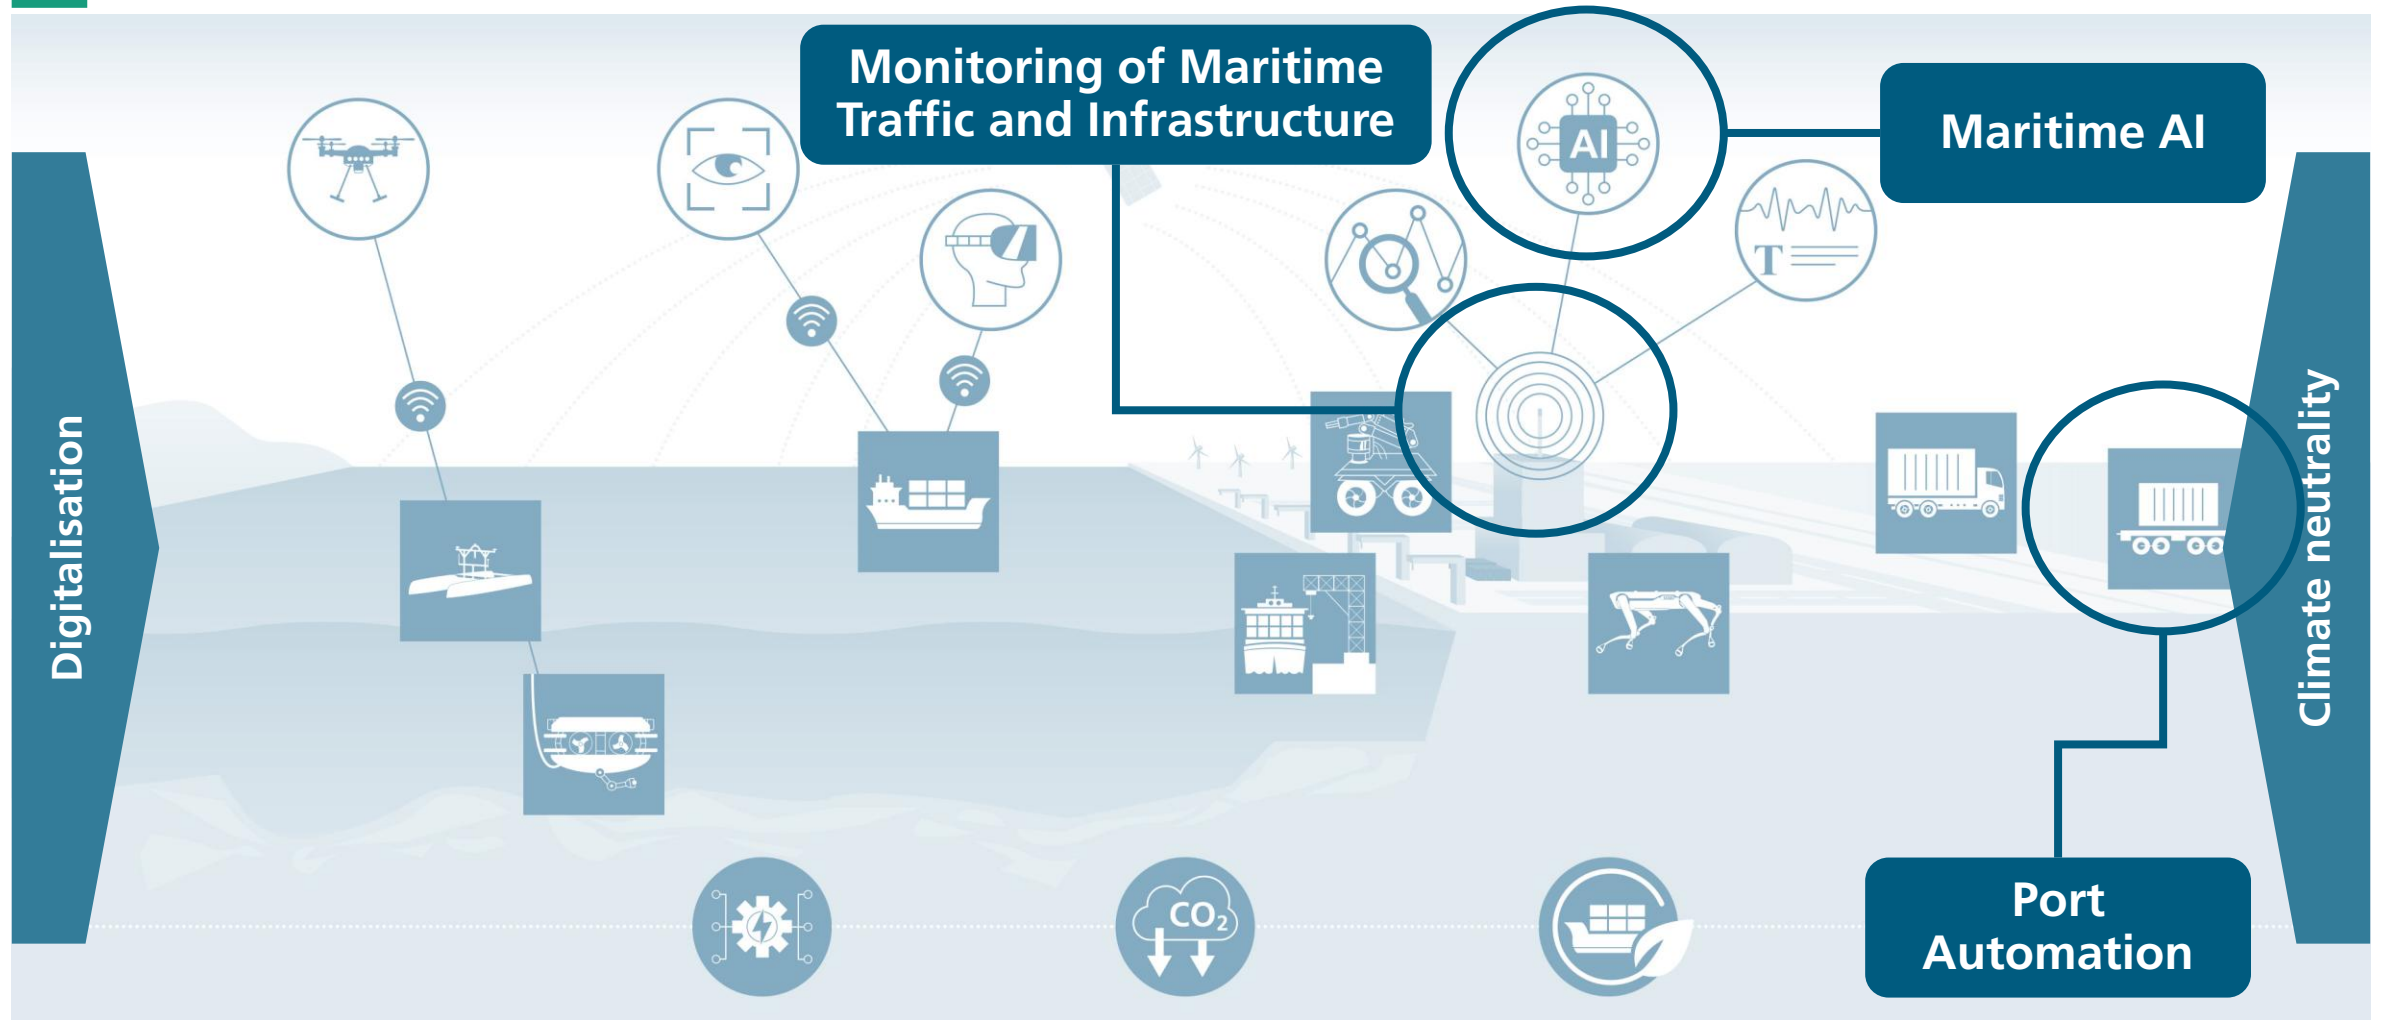 Monitoring of Maritime
Traffic and Infrastructure
AI
Maritime AI
T
Digitalisation
Climate neutrality
CO₂
Port
Automation